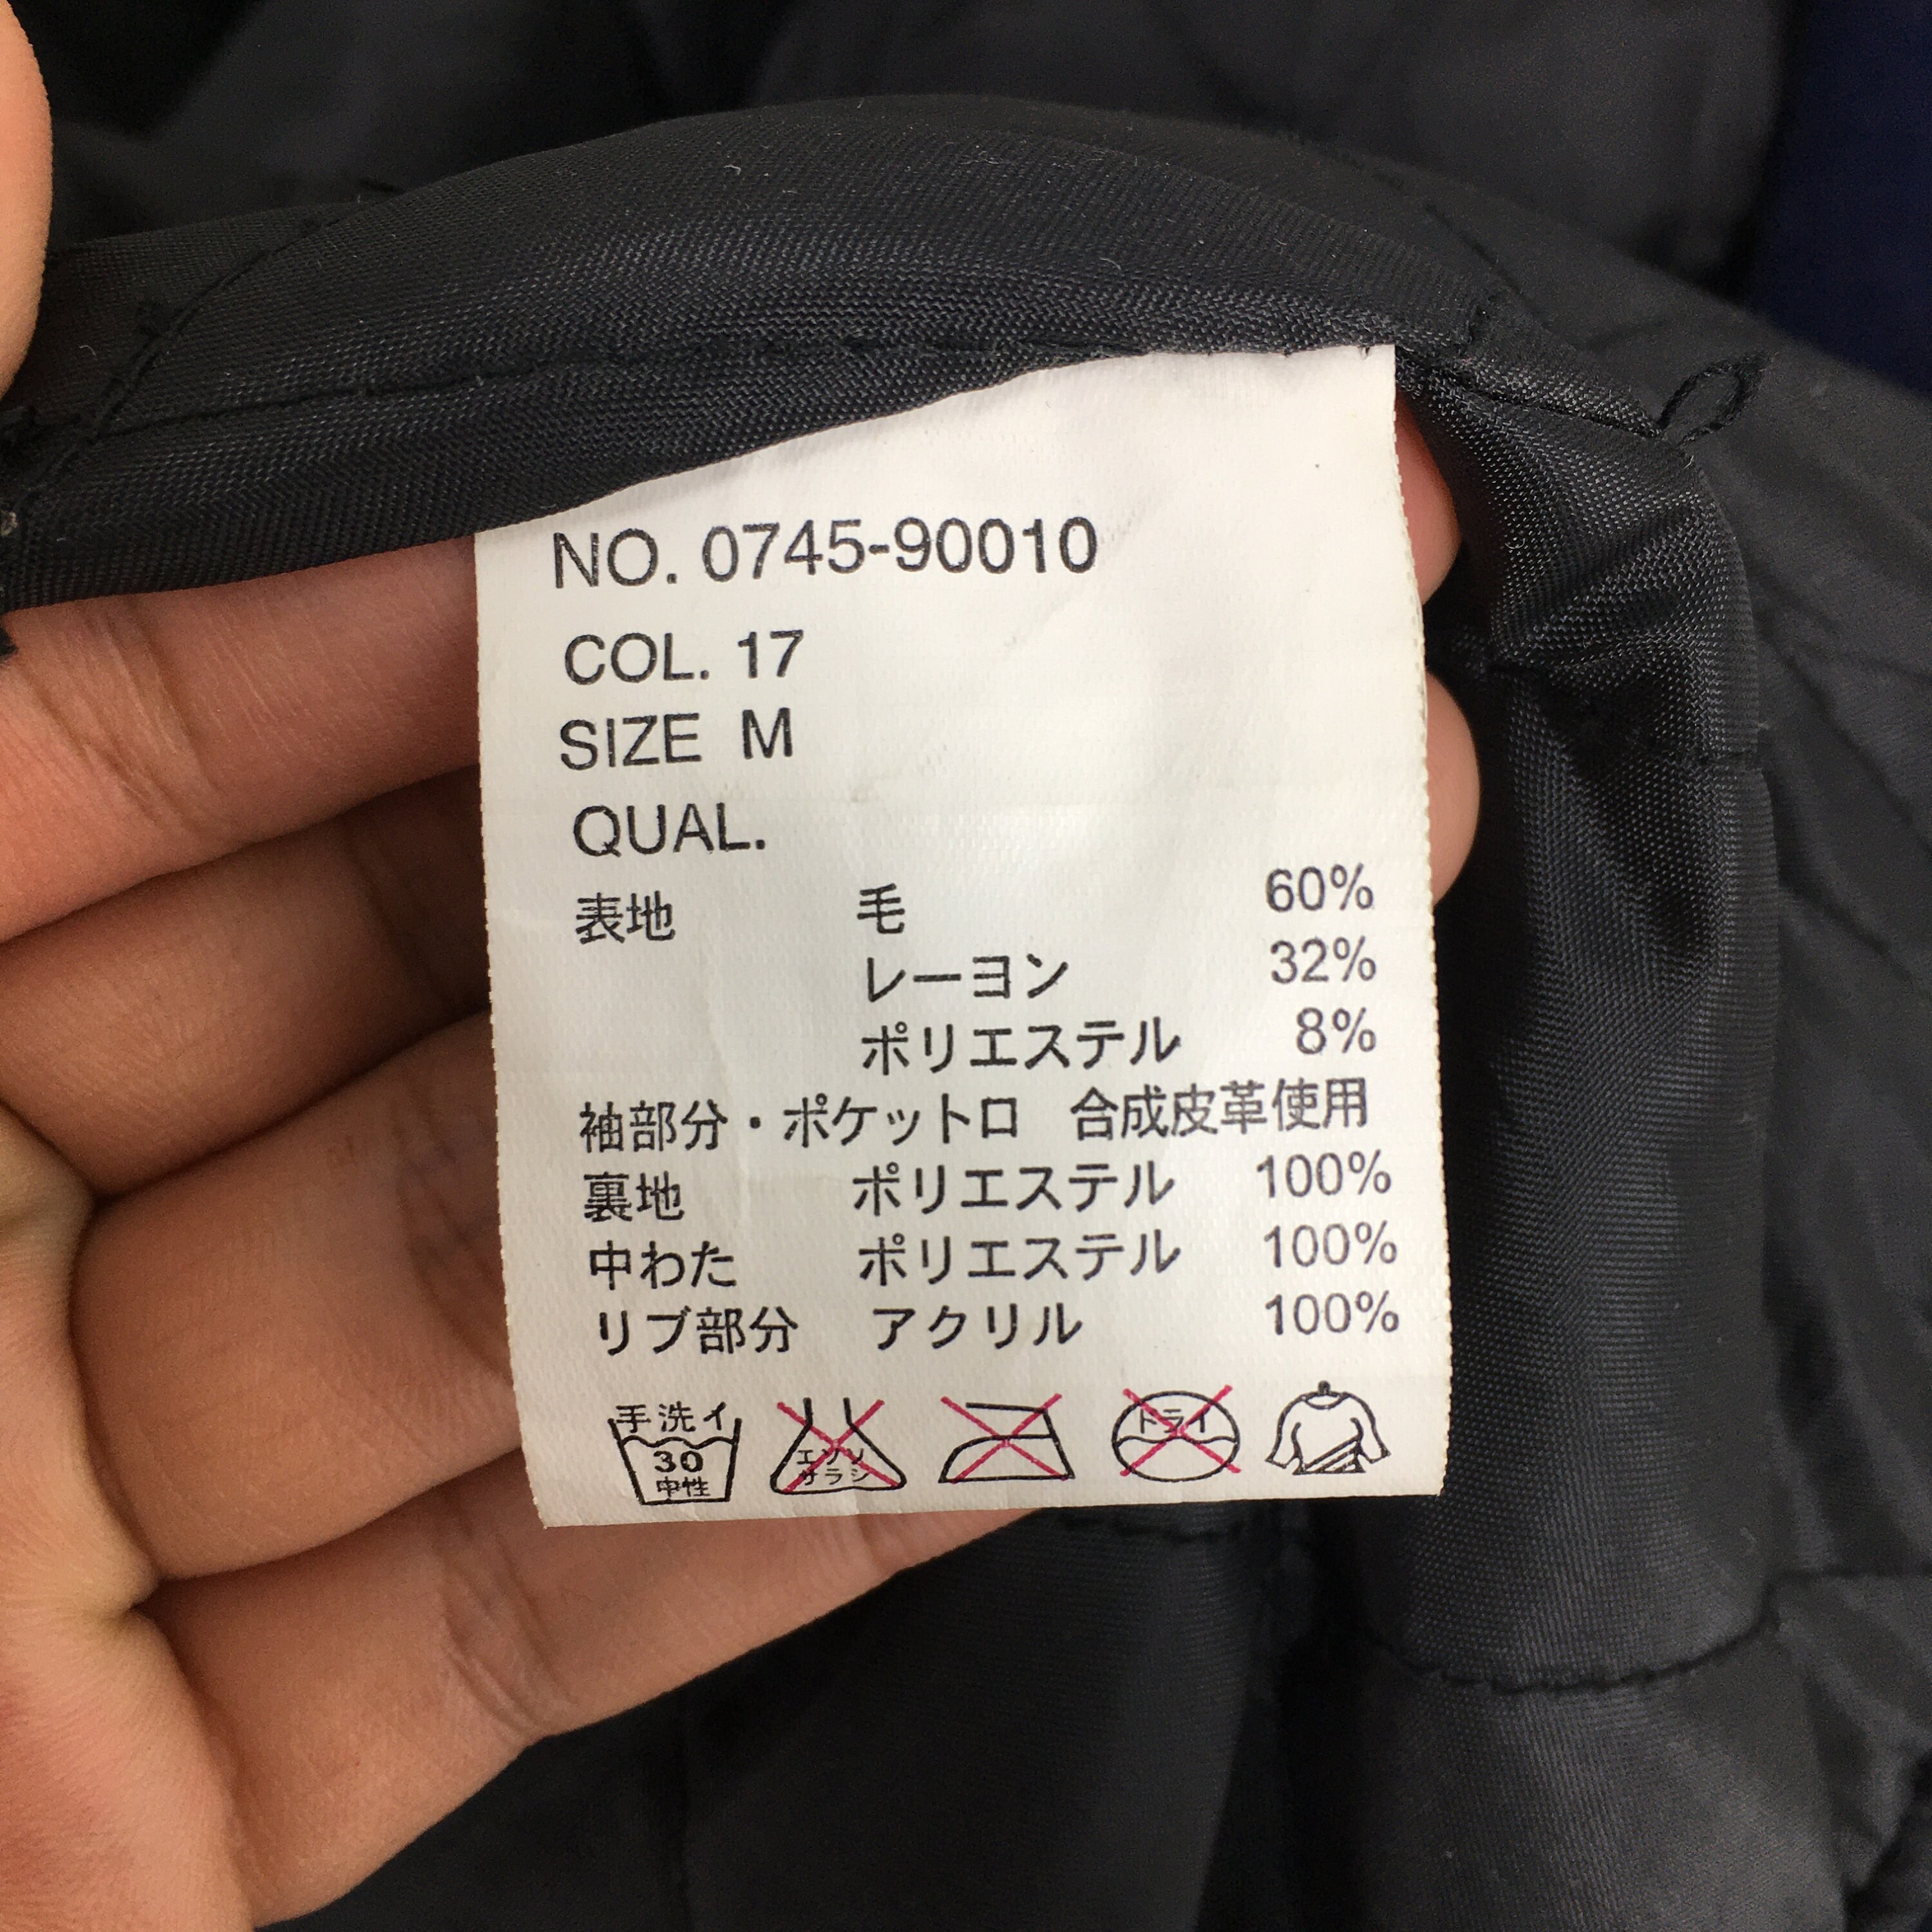 NO. 0745-90010
COL. 17
SIZE M
QUAL.
表地 毛 60%
レーヨン 32%
ポリエステル 8%
袖部分・ポケット口 合成皮革使用
裏地 ポリエステル 100%
中わた ポリエステル 100%
リブ部分 アクリル 100%
手洗イ
30
中性
エンソ
サラシ
ドライ